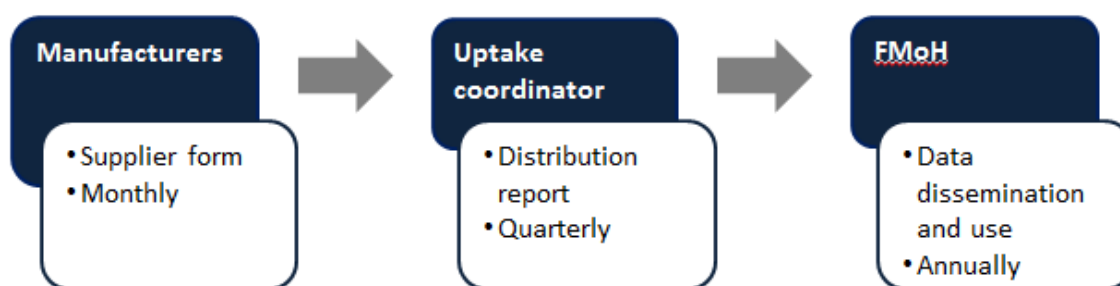 Manufacturers
• Supplier form
• Monthly
Uptake
coordinator
• Distribution
report
• Quarterly
FMoH
• Data
dissemination
and use
• Annually